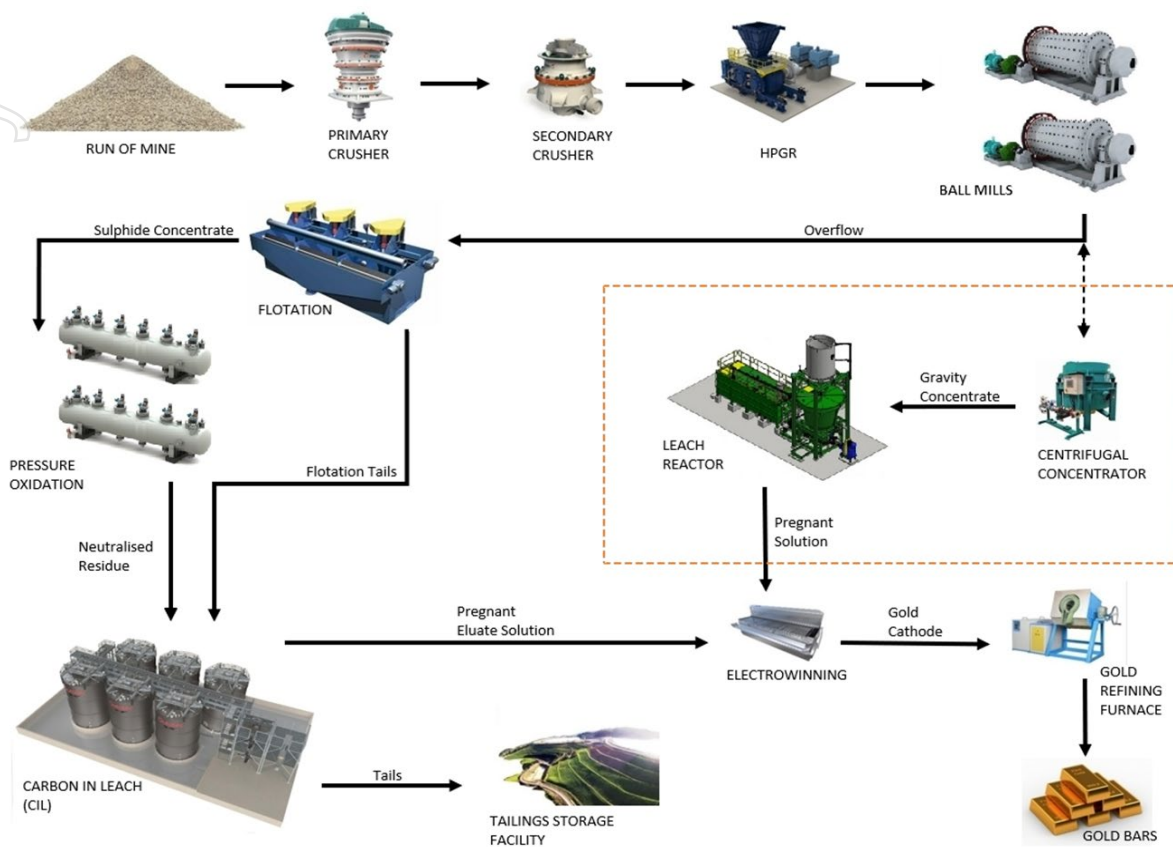 RUN OF MINE
PRIMARY
CRUSHER
SECONDARY
CRUSHER
HPGR
BALL MILLS
Sulphide Concentrate
Overflow
FLOTATION
Gravity
Concentrate
LEACH
REACTOR
CENTRIFUGAL
CONCENTRATOR
PRESSURE
OXIDATION
Flotation Tails
Pregnant
Solution
Neutralised
Residue
Pregnant
Eluate Solution
Gold
Cathode
ELECTROWINNING
GOLD
REFINING
FURNACE
CARBON IN LEACH
(CIL)
Tails
TAILINGS STORAGE
FACILITY
GOLD BARS